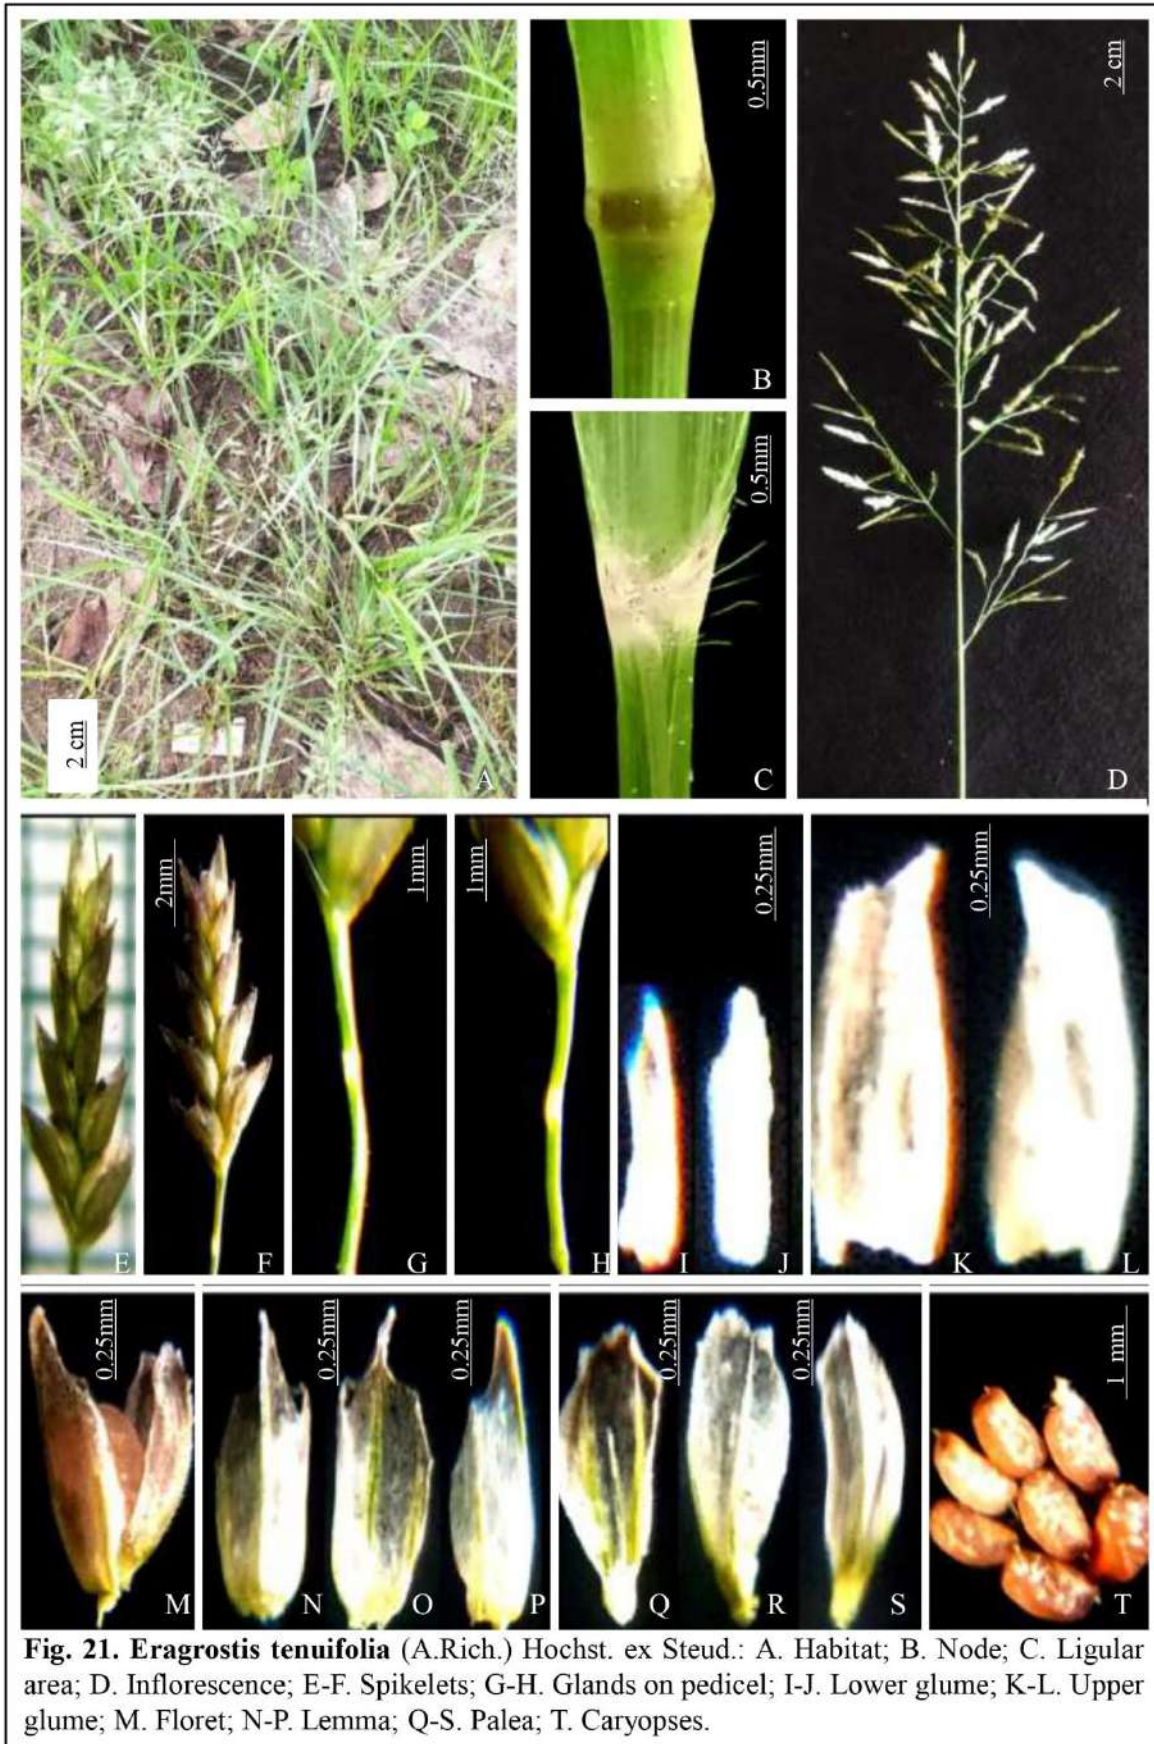 2 cm
A
0.5mm
B
0.5mm
C
2 cm
D
E
2mm
F
1mm
G
1mm
H
0.25mm
I
J
0.25mm
K
L
0.25mm
M
0.25mm
N
O
0.25mm
P
0.25mm
Q
R
0.25mm
S
1 mm
T
Fig. 21. Eragrostis tenuifolia (A.Rich.) Hochst. ex Steud.: A. Habitat; B. Node; C. Ligular
area; D. Inflorescence; E-F. Spikelets; G-H. Glands on pedicel; I-J. Lower glume; K-L. Upper
glume; M. Floret; N-P. Lemma; Q-S. Palea; T. Caryopses.